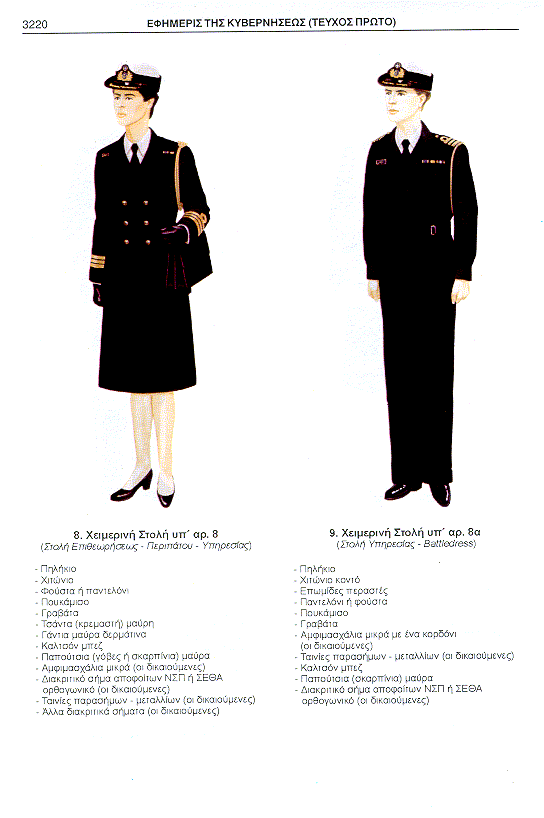 3220
ΕΦΗΜΕΡΙΣ ΤΗΣ ΚΥΒΕΡΝΗΣΕΩΣ (ΤΕΥΧΟΣ ΠΡΩΤΟ)
8. Χειμερινή Στολή υπ΄ αρ. 8
(Στολή Επιθεωρήσεως - Περιπάτου - Υπηρεσίας)
- Πηλήκιο
- Χιτώνιο
- Φούστα ή παντελόνι
- Πουκάμισο
- Γραβάτα
- Τσάντα (κρεμαστή) μαύρη
- Γάντια μαύρα δερμάτινα
- Καλτσόν μπεζ
- Παπούτσια (γόβες ή σκαρπίνια) μαύρα
- Αμφιμασχάλια μικρά (οι δικαιούμενες)
- Διακριτικό σήμα αποφοίτων ΝΣΠ ή ΣΕΘΑ
ορθογωνικό (οι δικαιούμενες)
- Ταινίες παρασήμων - μεταλλίων (οι δικαιούμενες)
- Άλλα διακριτικά σήματα (οι δικαιούμενες)
9. Χειμερινή Στολή υπ΄ αρ. 8α
(Στολή Υπηρεσίας - Battledress)
- Πηλήκιο
- Χιτώνιο κοντό
- Επωμίδες περαστές
- Παντελόνι ή φούστα
- Πουκάμισο
- Γραβάτα
- Αμφιμασχάλια μικρά με ένα κορδόνι
(οι δικαιούμενες)
- Ταινίες παρασήμων - μεταλλίων (οι δικαιούμενες)
- Καλτσόν μπεζ
- Παπούτσια (σκαρπίνια) μαύρα
- Διακριτικό σήμα αποφοίτων ΝΣΠ ή ΣΕΘΑ
ορθογωνικό (οι δικαιούμενες)